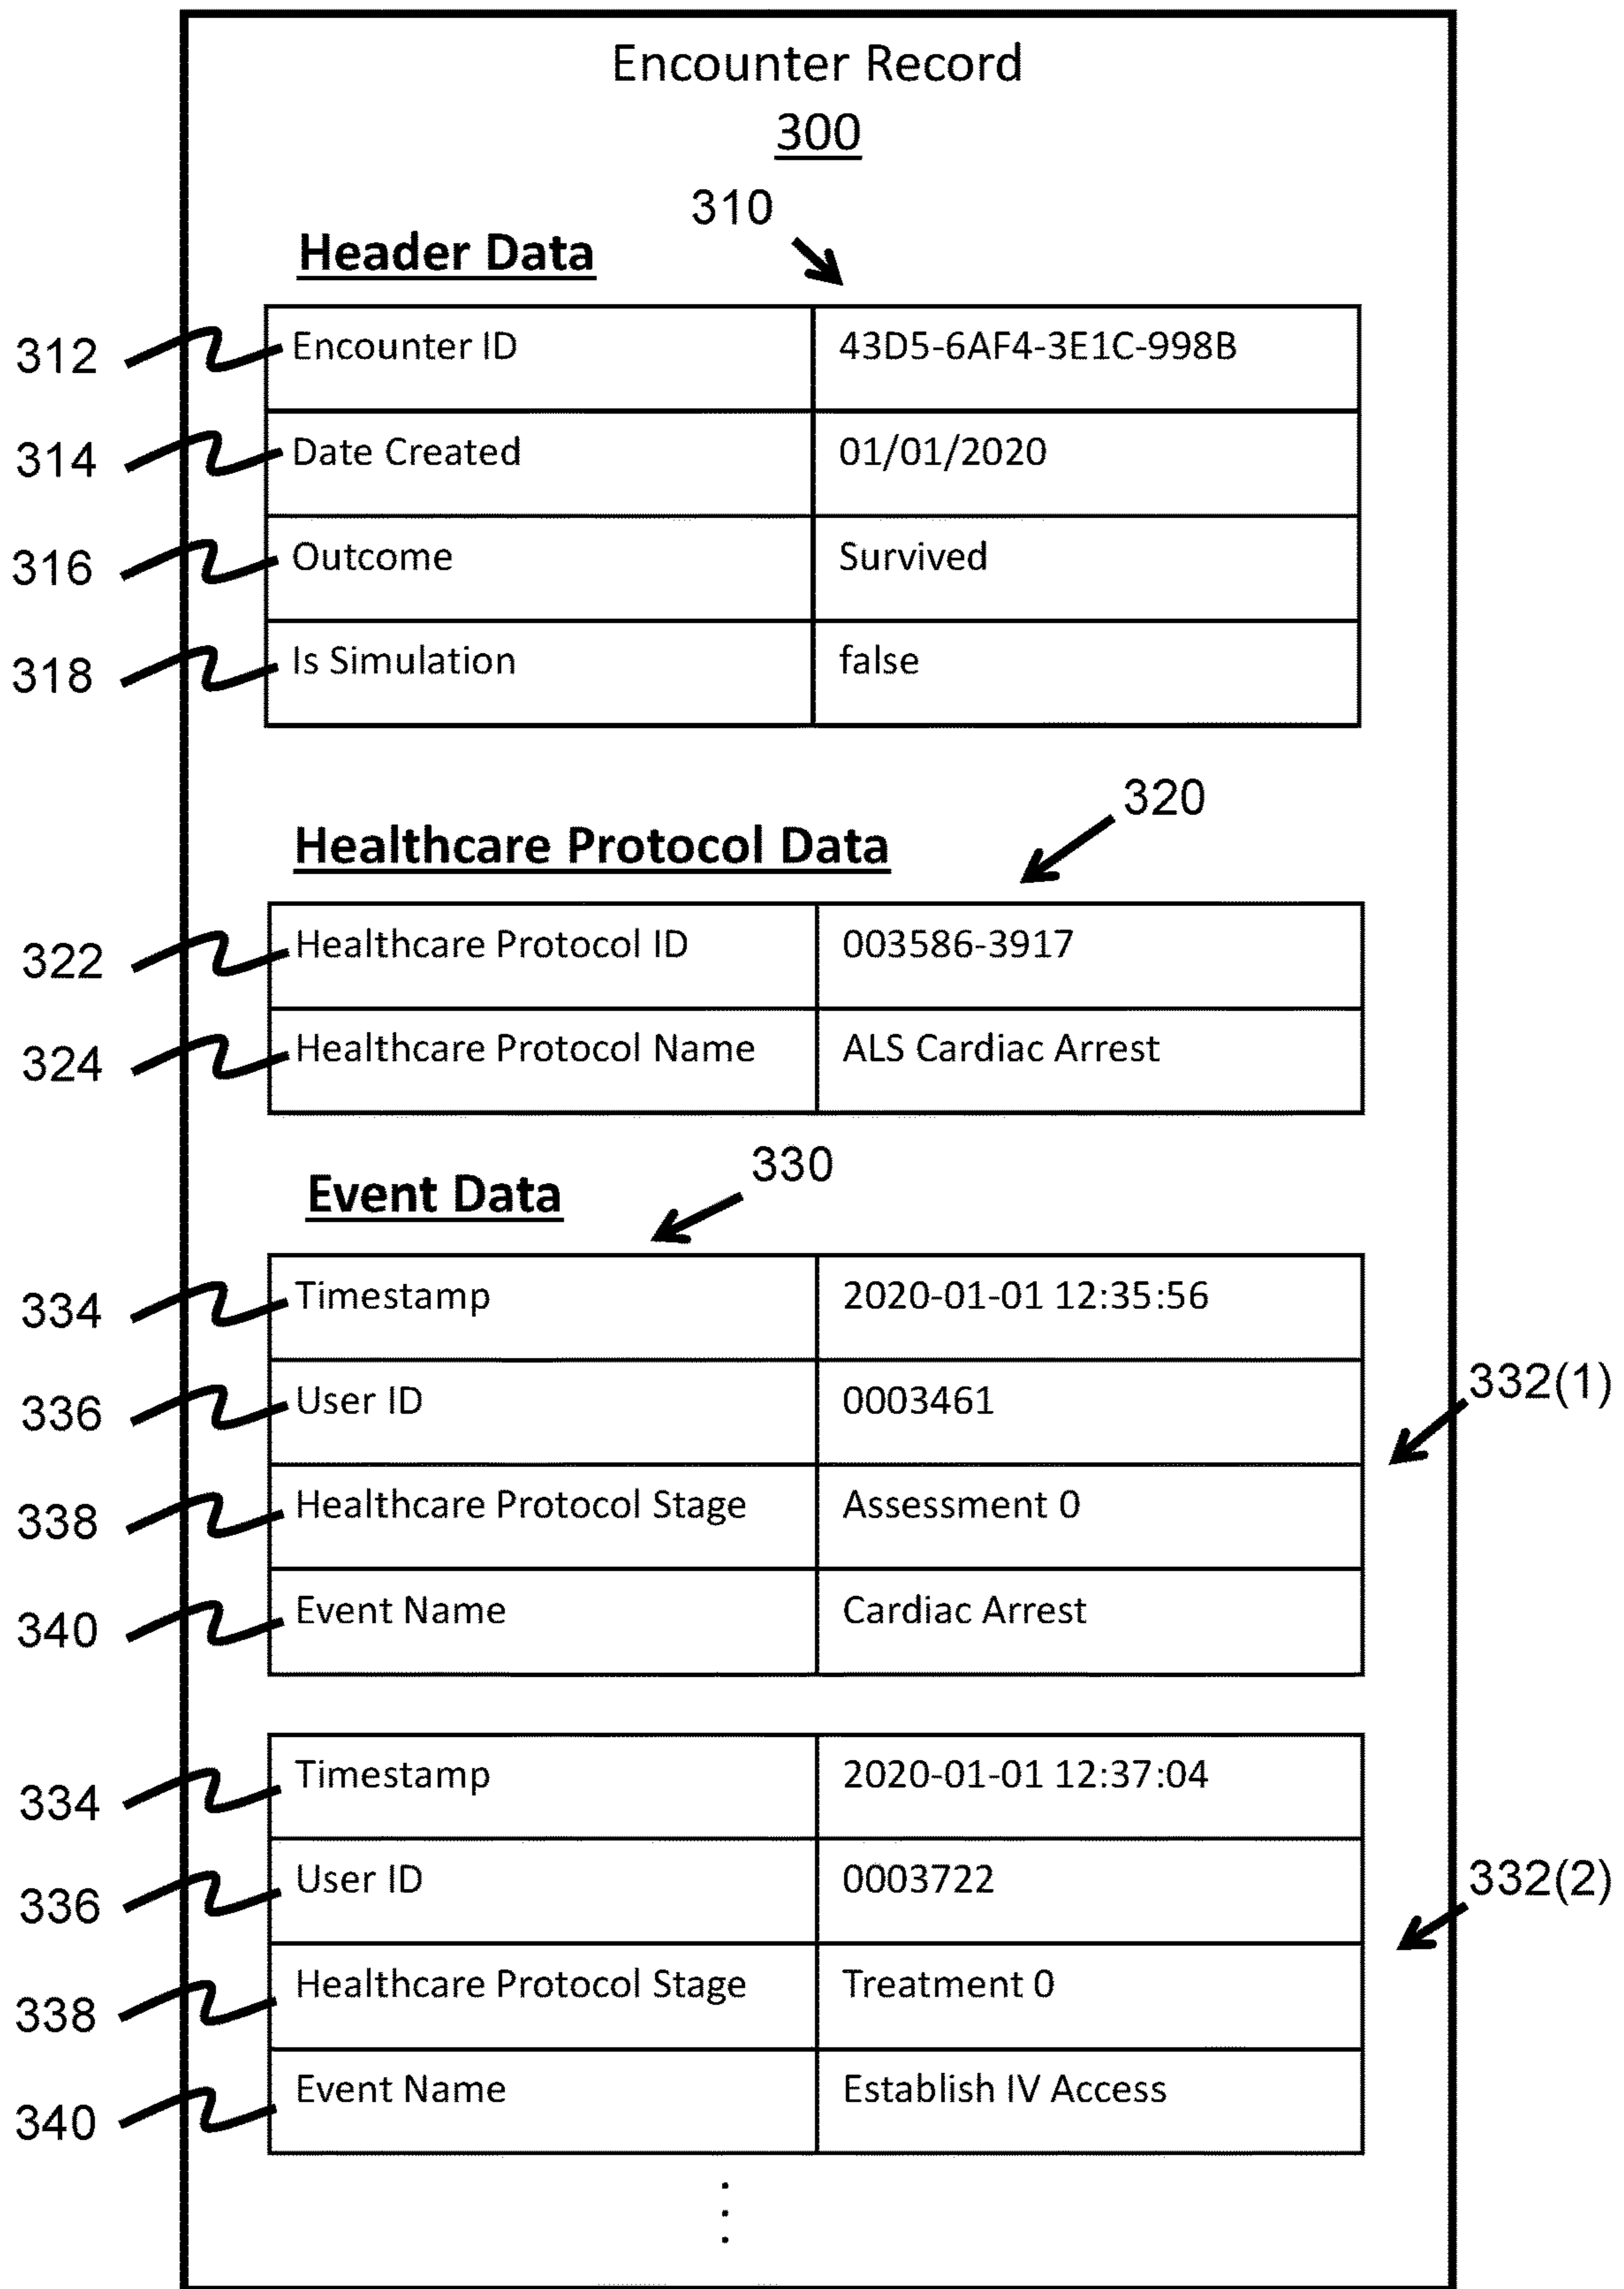 Encounter Record
300
310
Header Data
312 Encounter ID 43D5-6AF4-3E1C-998B
314 Date Created 01/01/2020
316 Outcome Survived
318 Is Simulation false
320
Healthcare Protocol Data
322 Healthcare Protocol ID 003586-3917
324 Healthcare Protocol Name ALS Cardiac Arrest
330
Event Data
334 Timestamp 2020-01-01 12:35:56
332(1)
336 User ID 0003461
338 Healthcare Protocol Stage Assessment 0
340 Event Name Cardiac Arrest
334 Timestamp 2020-01-01 12:37:04
332(2)
336 User ID 0003722
338 Healthcare Protocol Stage Treatment 0
340 Event Name Establish IV Access